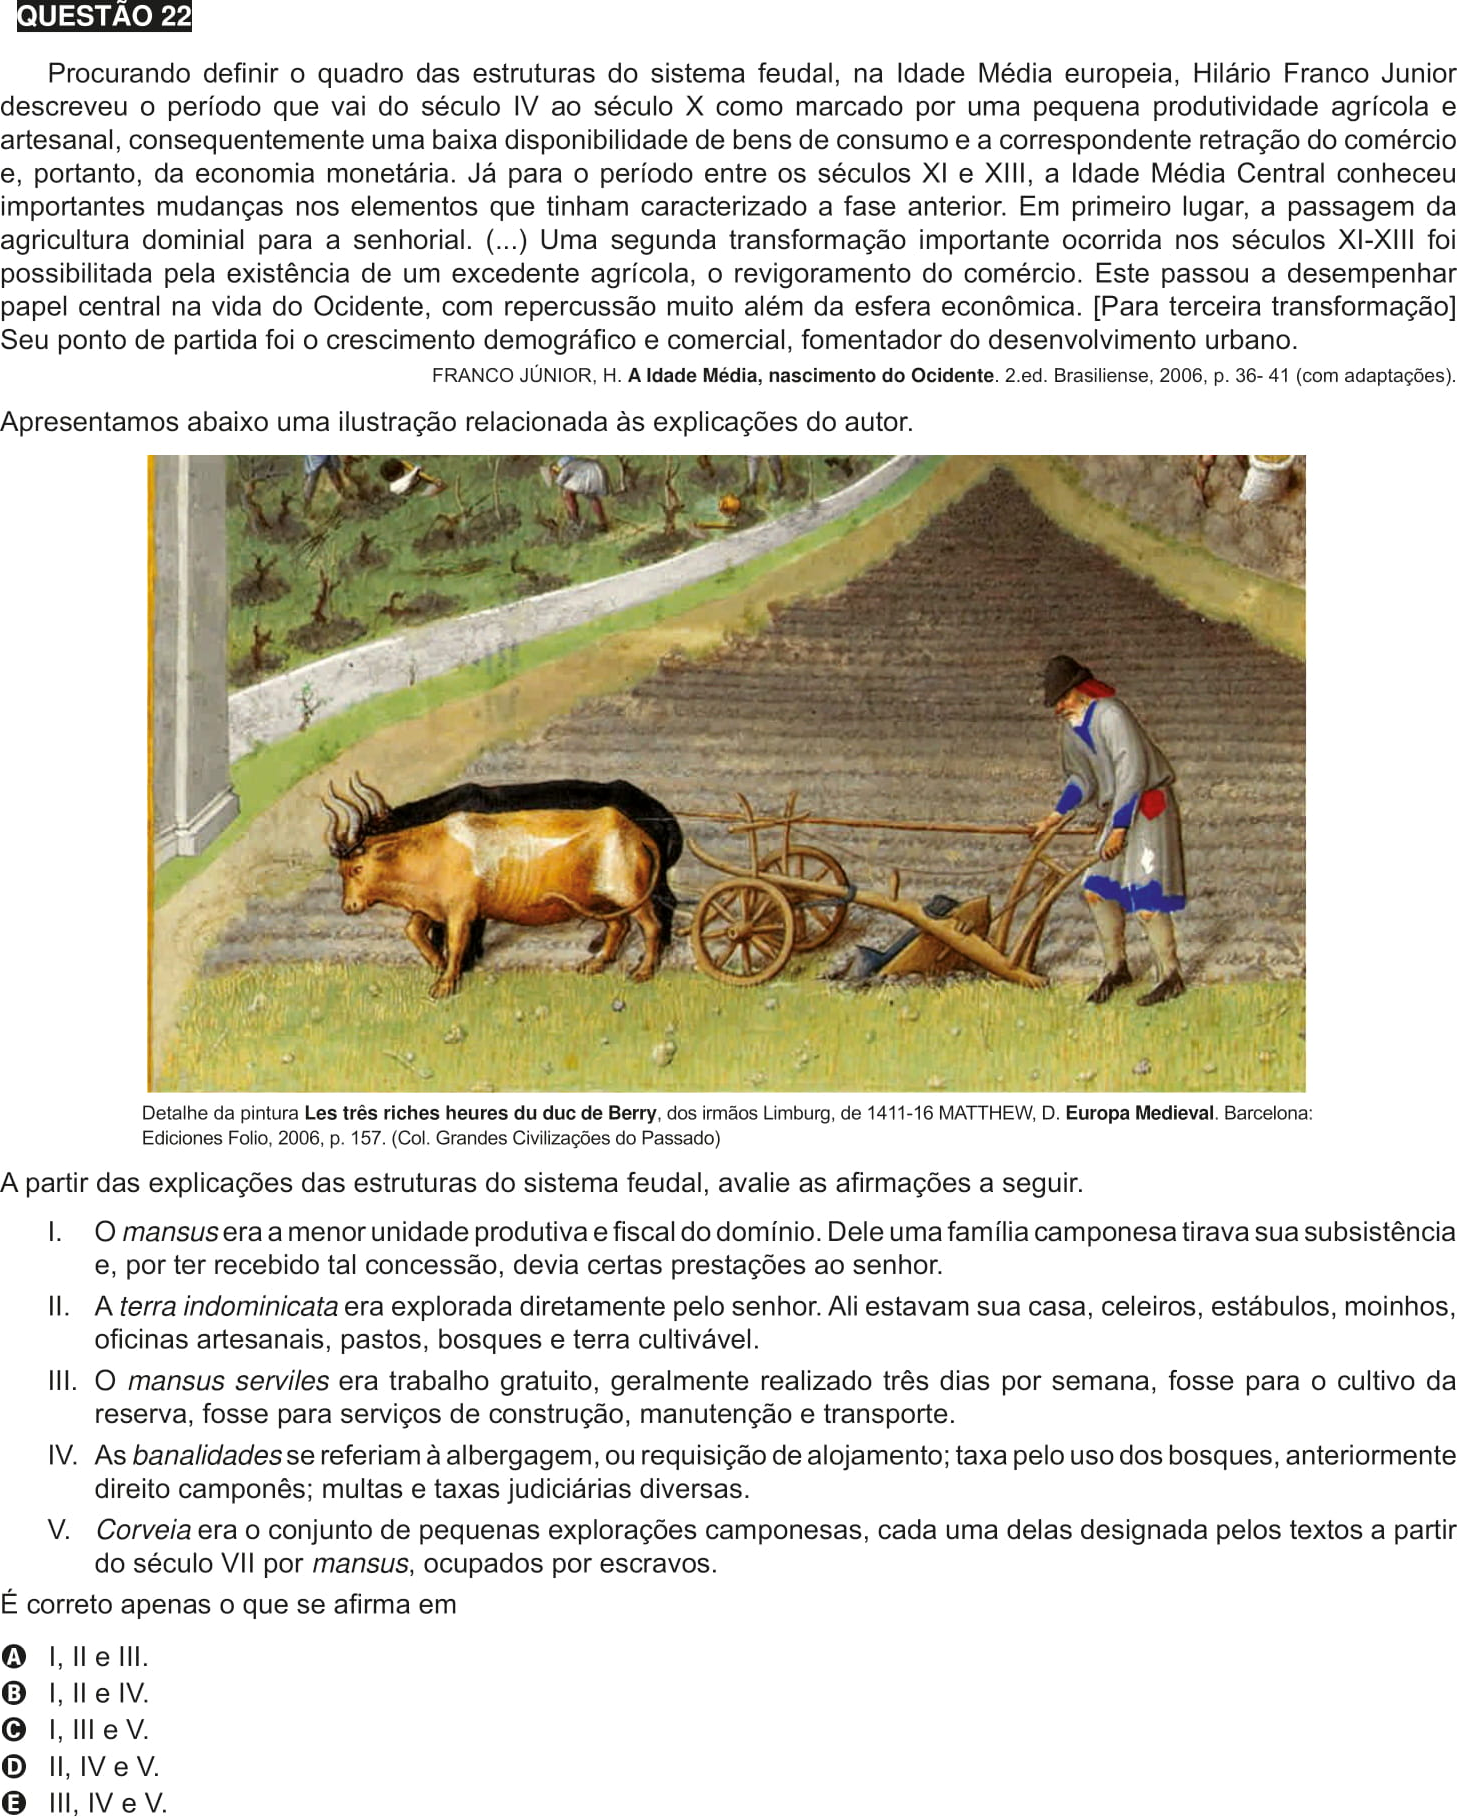 QUESTÃO 22
Procurando definir o quadro das estruturas do sistema feudal, na Idade Média europeia, Hilário Franco Junior
descreveu o período que vai do século IV ao século X como marcado por uma pequena produtividade agrícola e
artesanal, consequentemente uma baixa disponibilidade de bens de consumo e a correspondente retração do comércio
e, portanto, da economia monetária. Já para o período entre os séculos XI e XIII, a Idade Média Central conheceu
importantes mudanças nos elementos que tinham caracterizado a fase anterior. Em primeiro lugar, a passagem da
agricultura dominial para a senhorial. (...) Uma segunda transformação importante ocorrida nos séculos XI-XIII foi
possibilitada pela existência de um excedente agrícola, o revigoramento do comércio. Este passou a desempenhar
papel central na vida do Ocidente, com repercussão muito além da esfera econômica. [Para terceira transformação]
Seu ponto de partida foi o crescimento demográfico e comercial, fomentador do desenvolvimento urbano.
FRANCO JÚNIOR, H. A Idade Média, nascimento do Ocidente. 2.ed. Brasiliense, 2006, p. 36- 41 (com adaptações).
Apresentamos abaixo uma ilustração relacionada às explicações do autor.
Detalhe da pintura Les três riches heures du duc de Berry, dos irmãos Limburg, de 1411-16 MATTHEW, D. Europa Medieval. Barcelona:
Ediciones Folio, 2006, p. 157. (Col. Grandes Civilizações do Passado)
A partir das explicações das estruturas do sistema feudal, avalie as afirmações a seguir.
I. O mansus era a menor unidade produtiva e fiscal do domínio. Dele uma família camponesa tirava sua subsistência
e, por ter recebido tal concessão, devia certas prestações ao senhor.
II. A terra indominicata era explorada diretamente pelo senhor. Ali estavam sua casa, celeiros, estábulos, moinhos,
oficinas artesanais, pastos, bosques e terra cultivável.
III. O mansus serviles era trabalho gratuito, geralmente realizado três dias por semana, fosse para o cultivo da
reserva, fosse para serviços de construção, manutenção e transporte.
IV. As banalidades se referiam à albergagem, ou requisição de alojamento; taxa pelo uso dos bosques, anteriormente
direito camponês; multas e taxas judiciárias diversas.
V. Corveia era o conjunto de pequenas explorações camponesas, cada uma delas designada pelos textos a partir
do século VII por mansus, ocupados por escravos.
É correto apenas o que se afirma em
A I, II e III.
B I, II e IV.
C I, III e V.
D II, IV e V.
E III, IV e V.